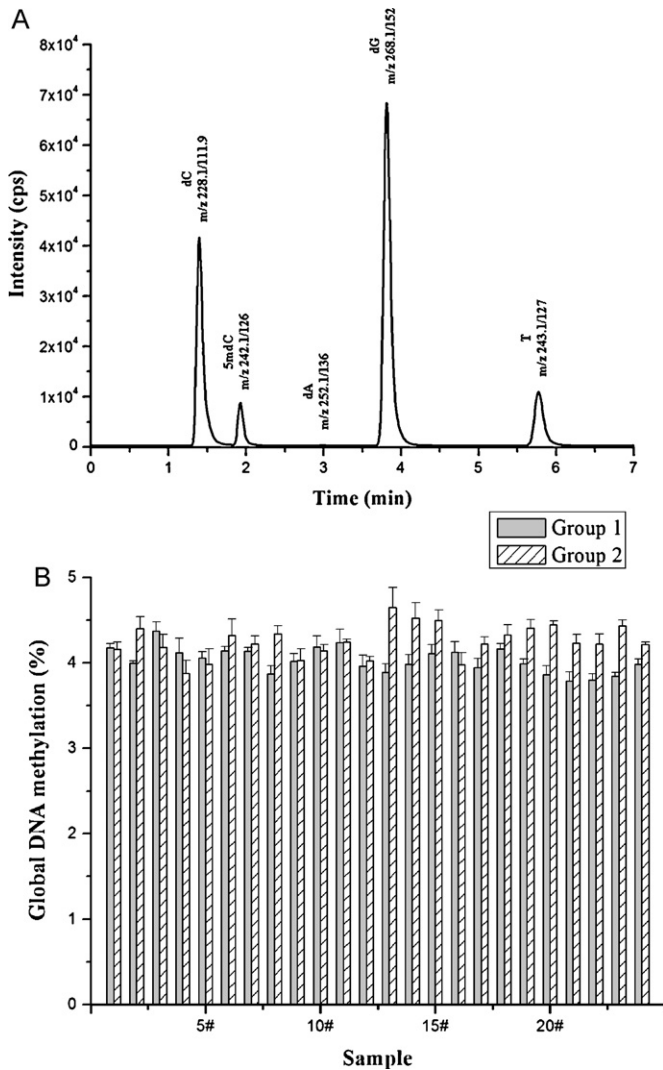 A
dC
m/z 228.1/111.9
5mdC
m/z 242.1/126
dA
m/z 252.1/136
dG
m/z 268.1/152
T
m/z 243.1/127
Intensity (cps)
8x10⁴
7x10⁴
6x10⁴
5x10⁴
4x10⁴
3x10⁴
2x10⁴
1x10⁴
0
0 1 2 3 4 5 6 7
Time (min)
Group 1
Group 2
B
Global DNA methylation (%)
5
4
3
2
1
0
5# 10# 15# 20#
Sample